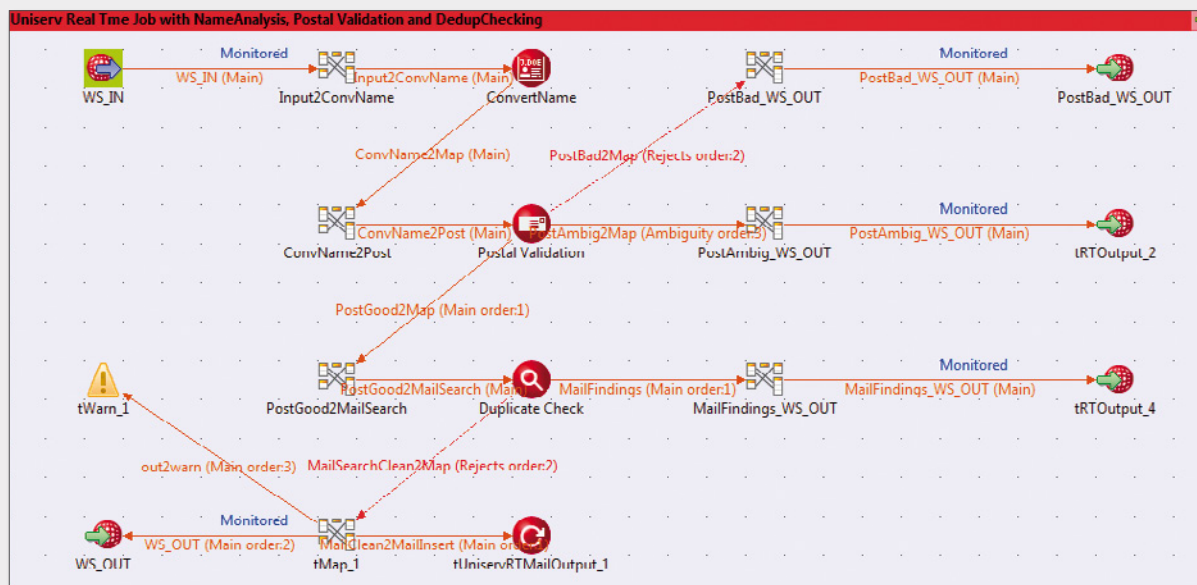 Uniserv Real Tme Job with NameAnalysis, Postal Validation and DedupChecking
Monitored
Monitored
WS_IN (Main)
Input2ConvName (Main)
PostBad_WS_OUT (Main)
WS_IN
Input2ConvName
ConvertName
PostBad_WS_OUT
PostBad_WS_OUT
ConvName2Map (Main)
PostBad2Map (Rejects order:2)
Monitored
ConvName2Post (Main)
PostAmbig2Map (Ambiguity order:3)
PostAmbig_WS_OUT (Main)
ConvName2Post
Postal Validation
PostAmbig_WS_OUT
tRTOutput_2
PostGood2Map (Main order:1)
Monitored
PostGood2MailSearch (Main)
MailFindings (Main order:1)
MailFindings_WS_OUT (Main)
tWarn_1
PostGood2MailSearch
Duplicate Check
MailFindings_WS_OUT
tRTOutput_4
out2warn (Main order:3)
MailSearchClean2Map (Rejects order:2)
Monitored
WS_OUT (Main order:2)
MailClean2MailInsert (Main order:1)
WS_OUT
tMap_1
tUniservRTMailOutput_1